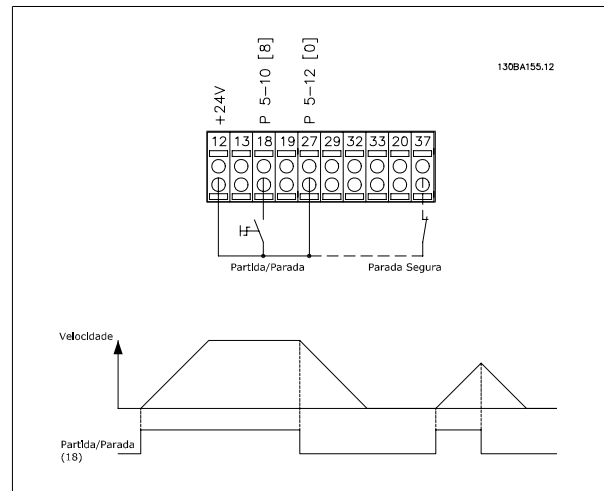 130BA155.12
+24V
P 5-10 [8]
P 5-12 [0]
12 13 18 19 27 29 32 33 20 37
Partida/Parada
Parada Segura
Velocidade
Partida/Parada
(18)